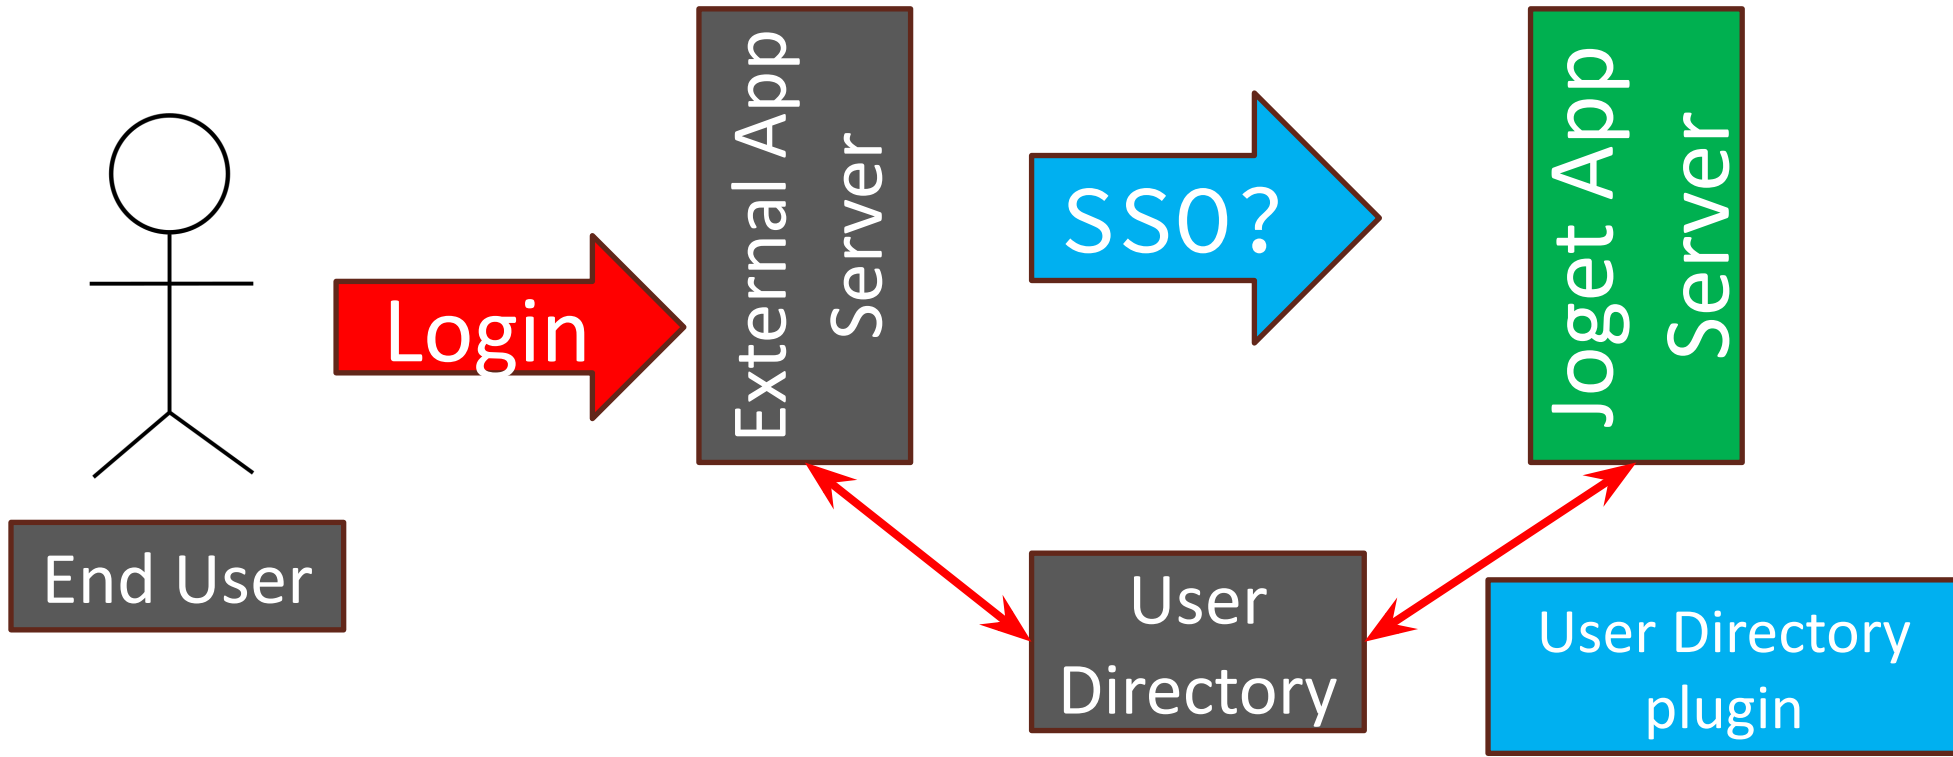 End User
Login
External App
Server
SSO?
Joget App
Server
User
Directory
User Directory
plugin